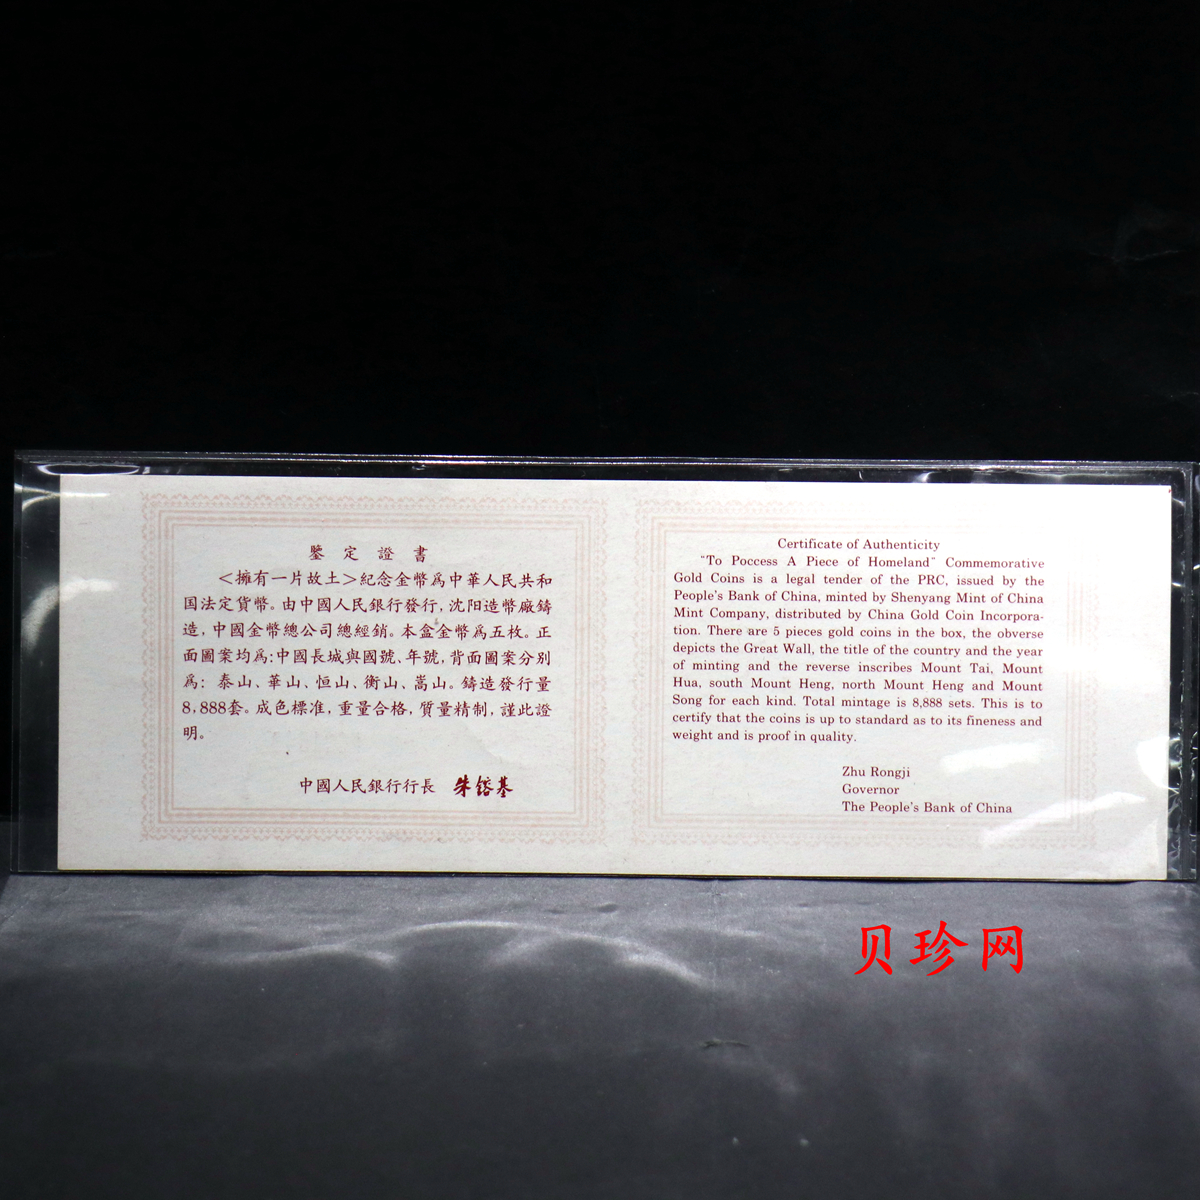 鑒定證書
＜擁有一片故土＞紀念金幣爲中華人民共和
国法定貨幣。由中國人民銀行發行，沈阳造幣廠鑄
造，中國金幣總公司總經銷。本盒金幣爲五枚。正
面圖案均爲：中國長城與國號、年號，背面圖案分别
爲：泰山、華山、恒山、衡山、嵩山。鑄造發行量
8,888套。成色標准，重量合格，質量精制，謹此證
明。
中國人民銀行行長 朱鎔基
Certificate of Authenticity
"To Poccess A Piece of Homeland" Commemorative
Gold Coins is a legal tender of the PRC, issued by the
People's Bank of China, minted by Shenyang Mint of China
Mint Company, distributed by China Gold Coin Incorpora-
tion. There are 5 pieces gold coins in the box, the obverse
depicts the Great Wall, the title of the country and the year
of minting and the reverse inscribes Mount Tai, Mount
Hua, south Mount Heng, north Mount Heng and Mount
Song for each kind. Total mintage is 8,888 sets. This is to
certify that the coins is up to standard as to its fineness and
weight and is proof in quality.
Zhu Rongji
Governor
The People's Bank of China
贝珍网